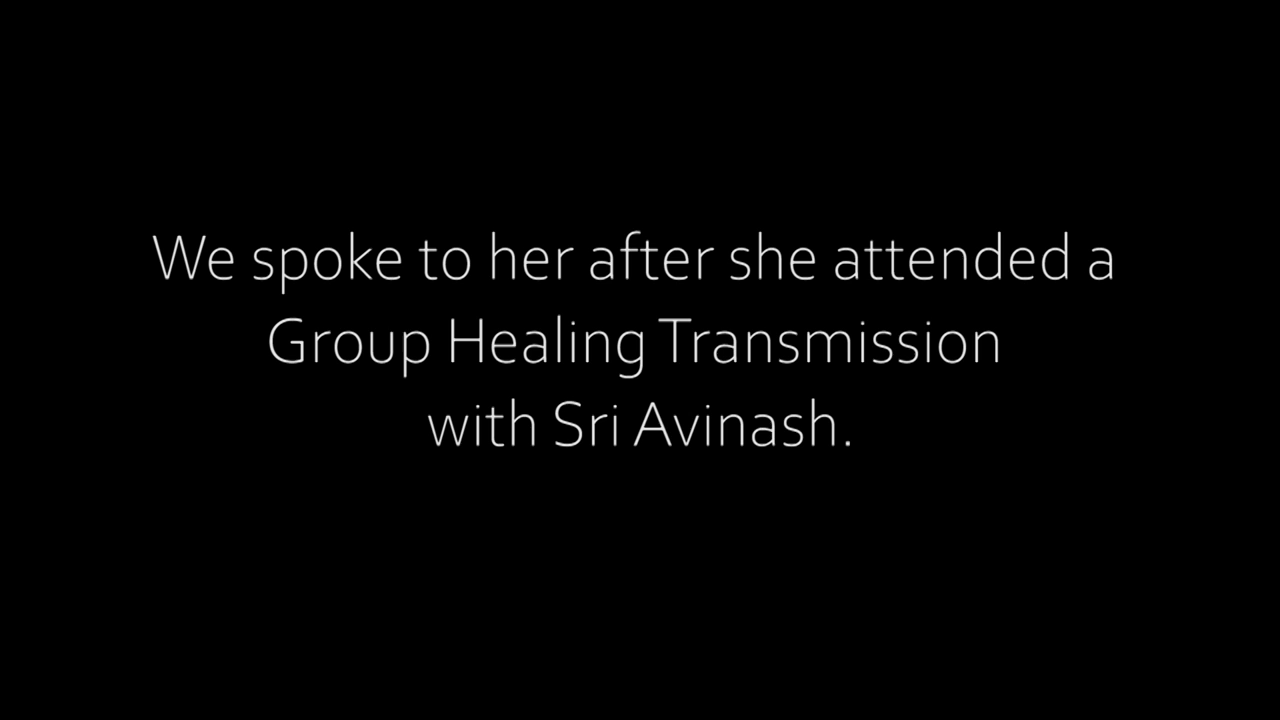 We spoke to her after she attended a
Group Healing Transmission
with Sri Avinash.